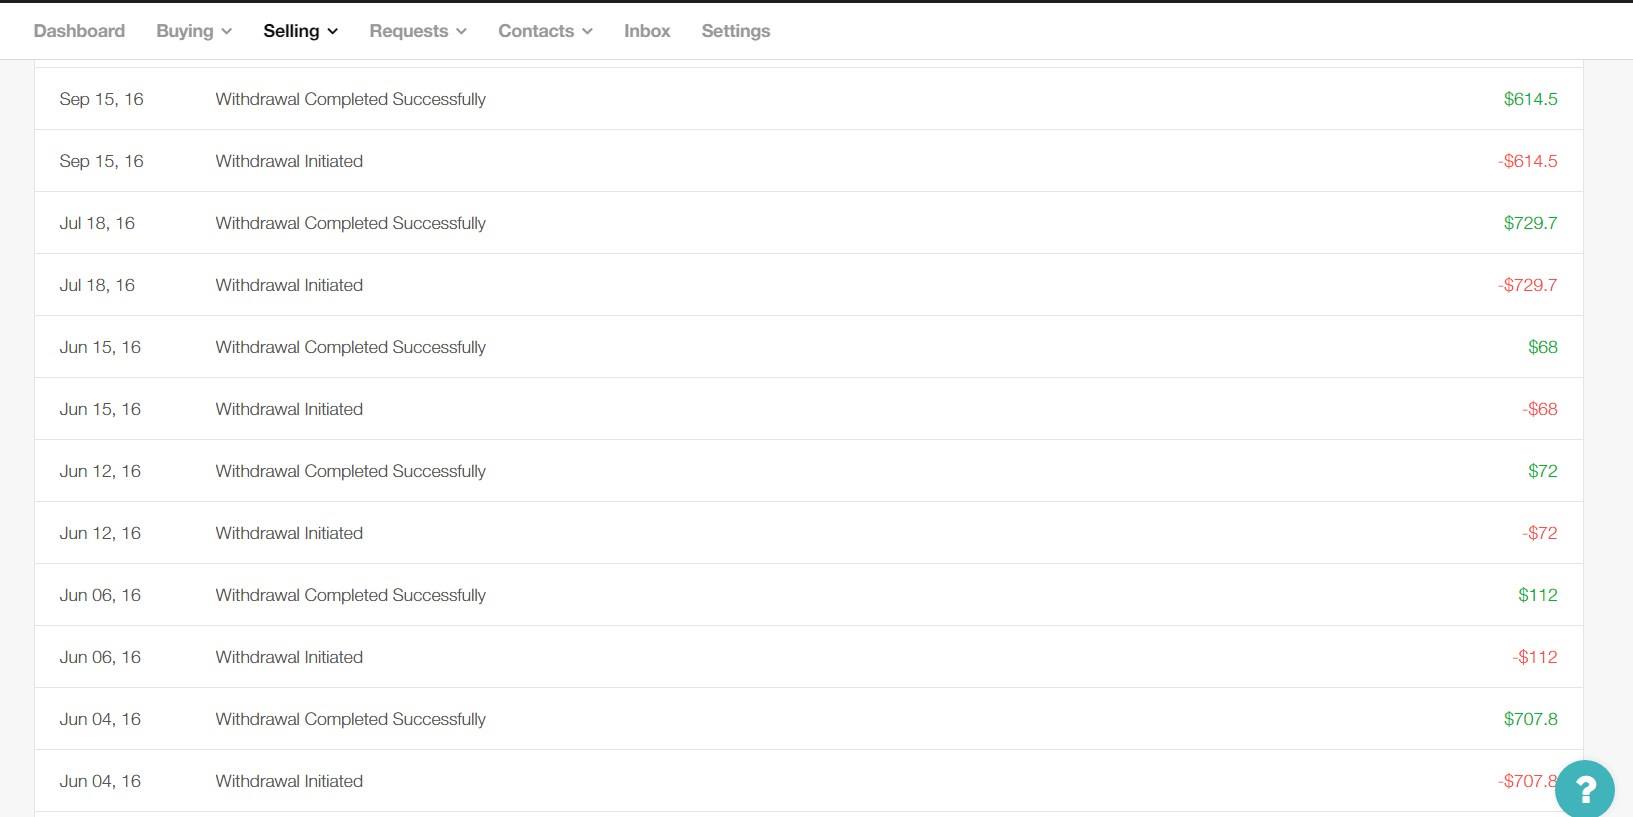 Dashboard Buying Selling Requests Contacts Inbox Settings
Sep 15, 16 Withdrawal Completed Successfully $614.5
Sep 15, 16 Withdrawal Initiated -$614.5
Jul 18, 16 Withdrawal Completed Successfully $729.7
Jul 18, 16 Withdrawal Initiated -$729.7
Jun 15, 16 Withdrawal Completed Successfully $68
Jun 15, 16 Withdrawal Initiated -$68
Jun 12, 16 Withdrawal Completed Successfully $72
Jun 12, 16 Withdrawal Initiated -$72
Jun 06, 16 Withdrawal Completed Successfully $112
Jun 06, 16 Withdrawal Initiated -$112
Jun 04, 16 Withdrawal Completed Successfully $707.8
Jun 04, 16 Withdrawal Initiated -$707.8
?